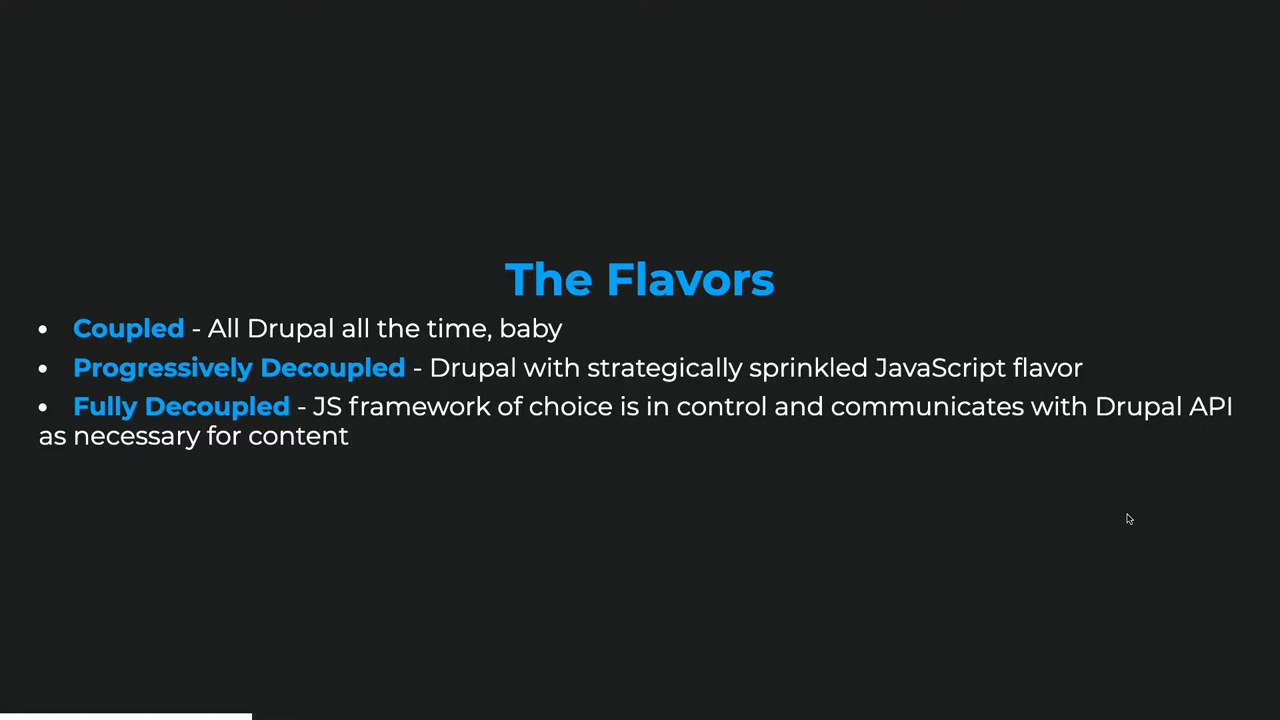 The Flavors
• Coupled - All Drupal all the time, baby
• Progressively Decoupled - Drupal with strategically sprinkled JavaScript flavor
• Fully Decoupled - JS framework of choice is in control and communicates with Drupal API
as necessary for content